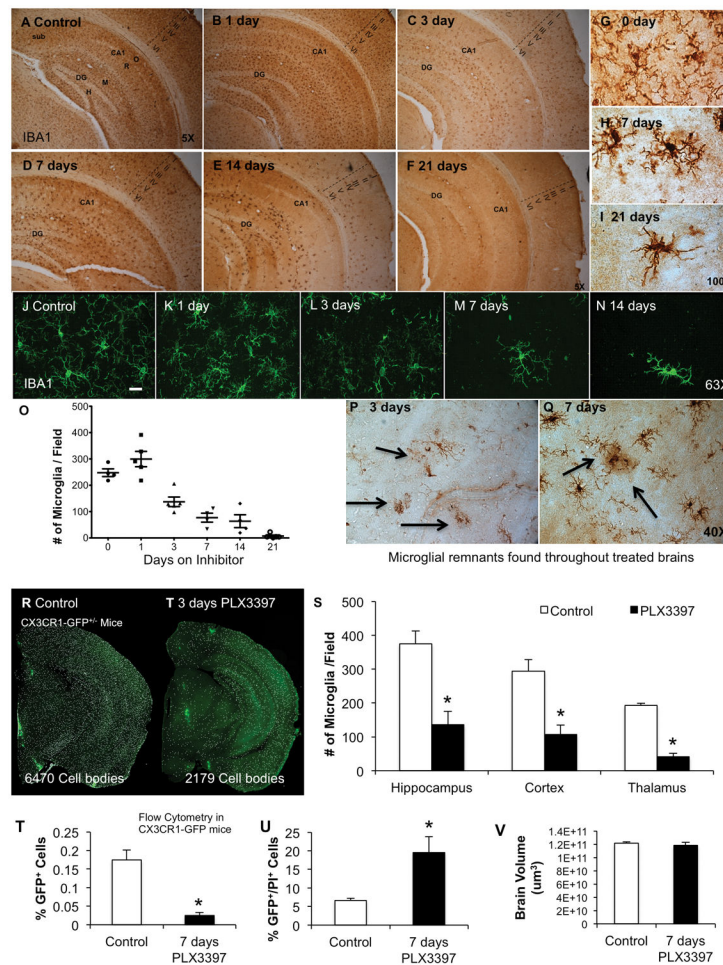 A Control
sub
CA1
O
R
DG
M
H
IBA1
5X
B 1 day
CA1
DG
C 3 day
CA1
DG
G 0 day
H 7 days
I 21 days
100
D 7 days
CA1
DG
E 14 days
CA1
DG
F 21 days
CA1
DG
5X
J Control
IBA1
K 1 day
L 3 days
M 7 days
N 14 days
63X
O
# of Microglia / Field
500
400
300
200
100
0
0 1 3 7 14 21
Days on Inhibitor
P 3 days
Q 7 days
40X
Microglial remnants found throughout treated brains
R Control
CX3CR1-GFP+/- Mice
6470 Cell bodies
T 3 days PLX3397
2179 Cell bodies
S
Control
PLX3397
# of Microglia /Field
500
400
300
200
100
0
Hippocampus Cortex Thalamus
* * *
T
Flow Cytometry in
CX3CR1-GFP mice
% GFP+ Cells
0.25
0.2
0.15
0.1
0.05
0
*
Control
7 days
PLX3397
U
% GFP+/PI+ Cells
30
25
20
15
10
5
0
*
Control
7 days
PLX3397
V
Brain Volume
(um3)
1.4E+11
1.2E+11
1E+11
8E+10
6E+10
4E+10
2E+10
0
Control
7 days
PLX3397